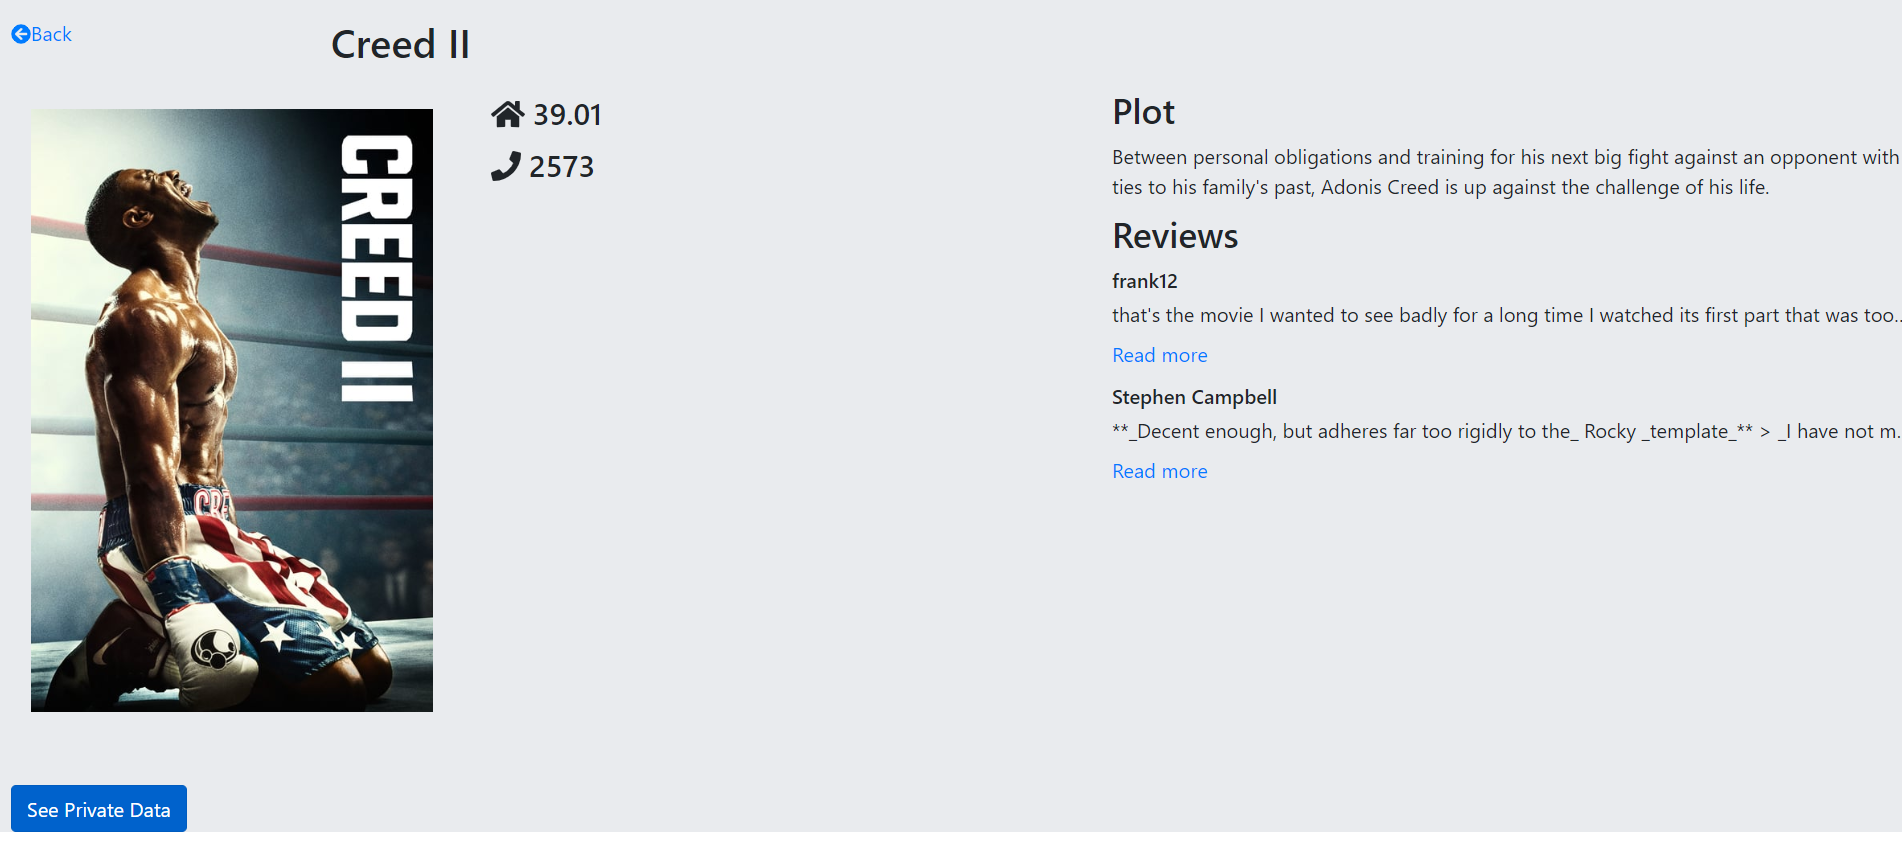 Back
Creed II
CREED II
CRE
39.01
2573
Plot
Between personal obligations and training for his next big fight against an opponent with
ties to his family's past, Adonis Creed is up against the challenge of his life.
Reviews
frank12
that's the movie I wanted to see badly for a long time I watched its first part that was too..
Read more
Stephen Campbell
**_Decent enough, but adheres far too rigidly to the_ Rocky _template_** > _I have not m.
Read more
See Private Data